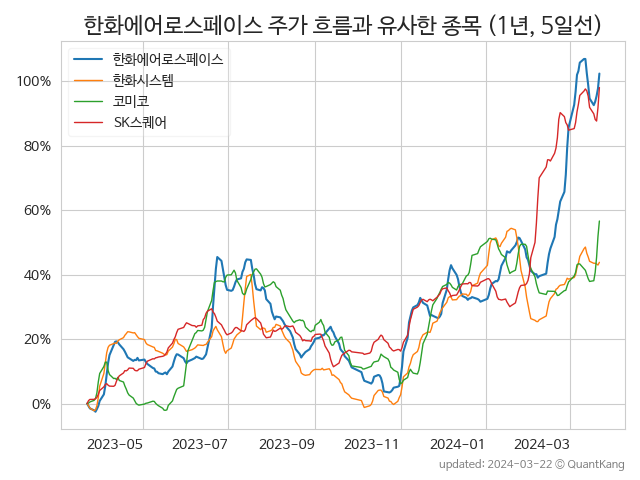 한화에어로스페이스 주가 흐름과 유사한 종목 (1년, 5일선)
한화에어로스페이스
한화시스템
코미코
SK스퀘어
100%
80%
60%
40%
20%
0%
2023-05
2023-07
2023-09
2023-11
2024-01
2024-03
updated: 2024-03-22 © QuantKang